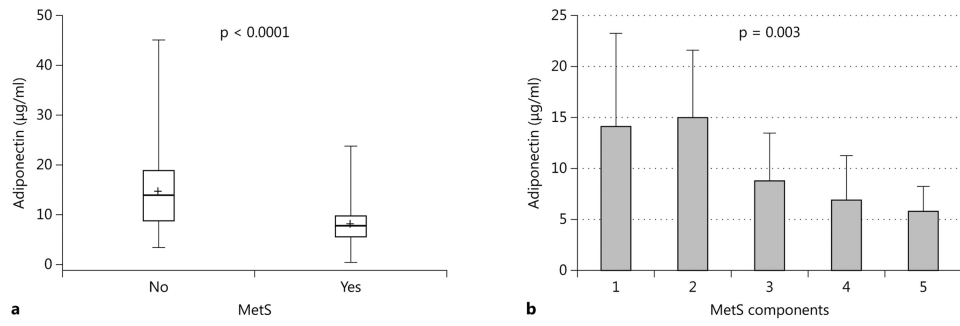 50
40
30
20
10
0
Adiponectin (µg/ml)
p < 0.0001
No
Yes
MetS
a
25
20
15
10
5
0
Adiponectin (µg/ml)
p = 0.003
1
2
3
4
5
MetS components
b